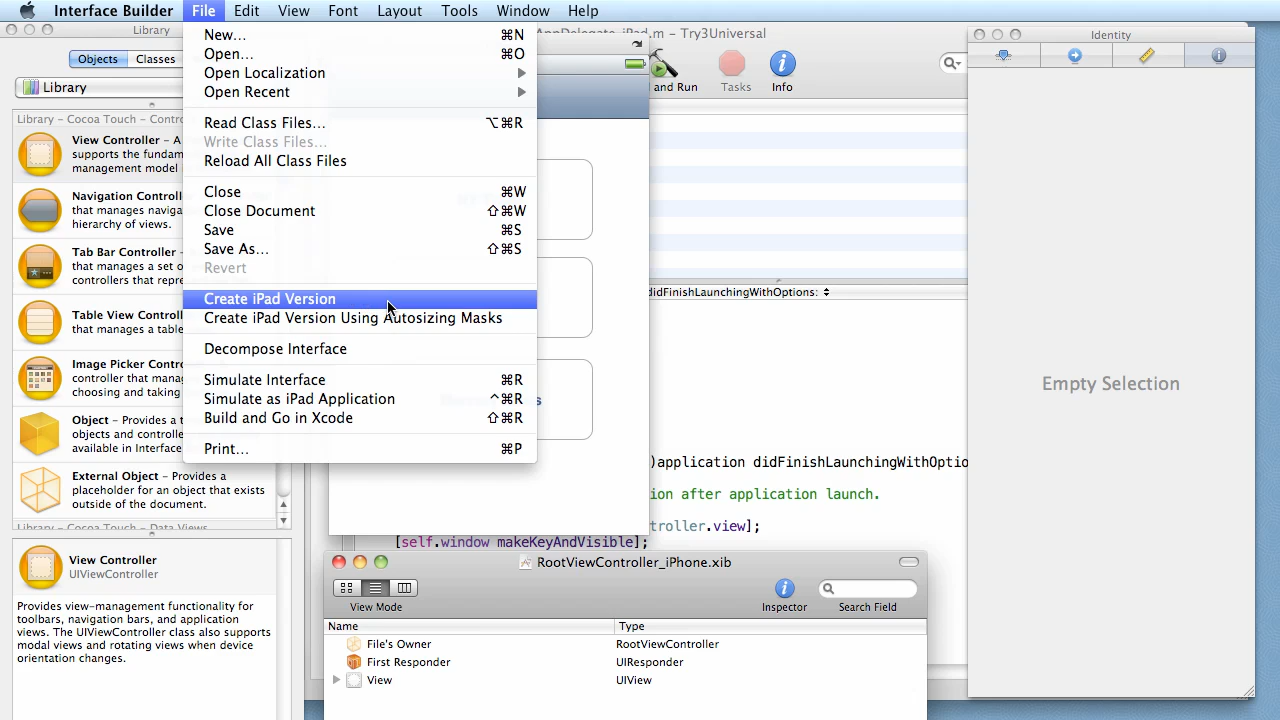 Interface Builder File Edit View Font Layout Tools Window Help
Library
Objects Classes
Library
Library – Cocoa Touch – Contro
View Controller – A
supports the fundam
management model
Navigation Controll
that manages naviga
hierarchy of views.
Tab Bar Controller –
that manages a set o
controllers that repre
Table View Controll
that manages a table
Image Picker Contro
controller that mana
choosing and taking
Object – Provides a t
objects and controlle
available in Interface
External Object – Provides a
placeholder for an object that exists
outside of the document.
Library – Cocoa Touch – Data Views
View Controller
UIViewController
Provides view-management functionality for
toolbars, navigation bars, and application
views. The UIViewController class also supports
modal views and rotating views when device
orientation changes.
New... ⌘N
Open... ⌘O
Open Localization
Open Recent
Read Class Files... ⌥⌘R
Write Class Files...
Reload All Class Files
Close ⌘W
Close Document ⇧⌘W
Save ⌘S
Save As... ⇧⌘S
Revert
Create iPad Version
Create iPad Version Using Autosizing Masks
Decompose Interface
Simulate Interface ⌘R
Simulate as iPad Application ^⌘R
Build and Go in Xcode ⇧⌘R
Print... ⌘P
AppDelegate_iPad.m – Try3Universal
and Run Tasks Info
didFinishLaunchingWithOptions:
)application didFinishLaunchingWithOptio
ion after application launch.
troller.view];
[self.window makeKeyAndVisible];
RootViewController_iPhone.xib
View Mode Inspector Search Field
Name Type
File's Owner RootViewController
First Responder UIResponder
View UIView
Identity
Empty Selection